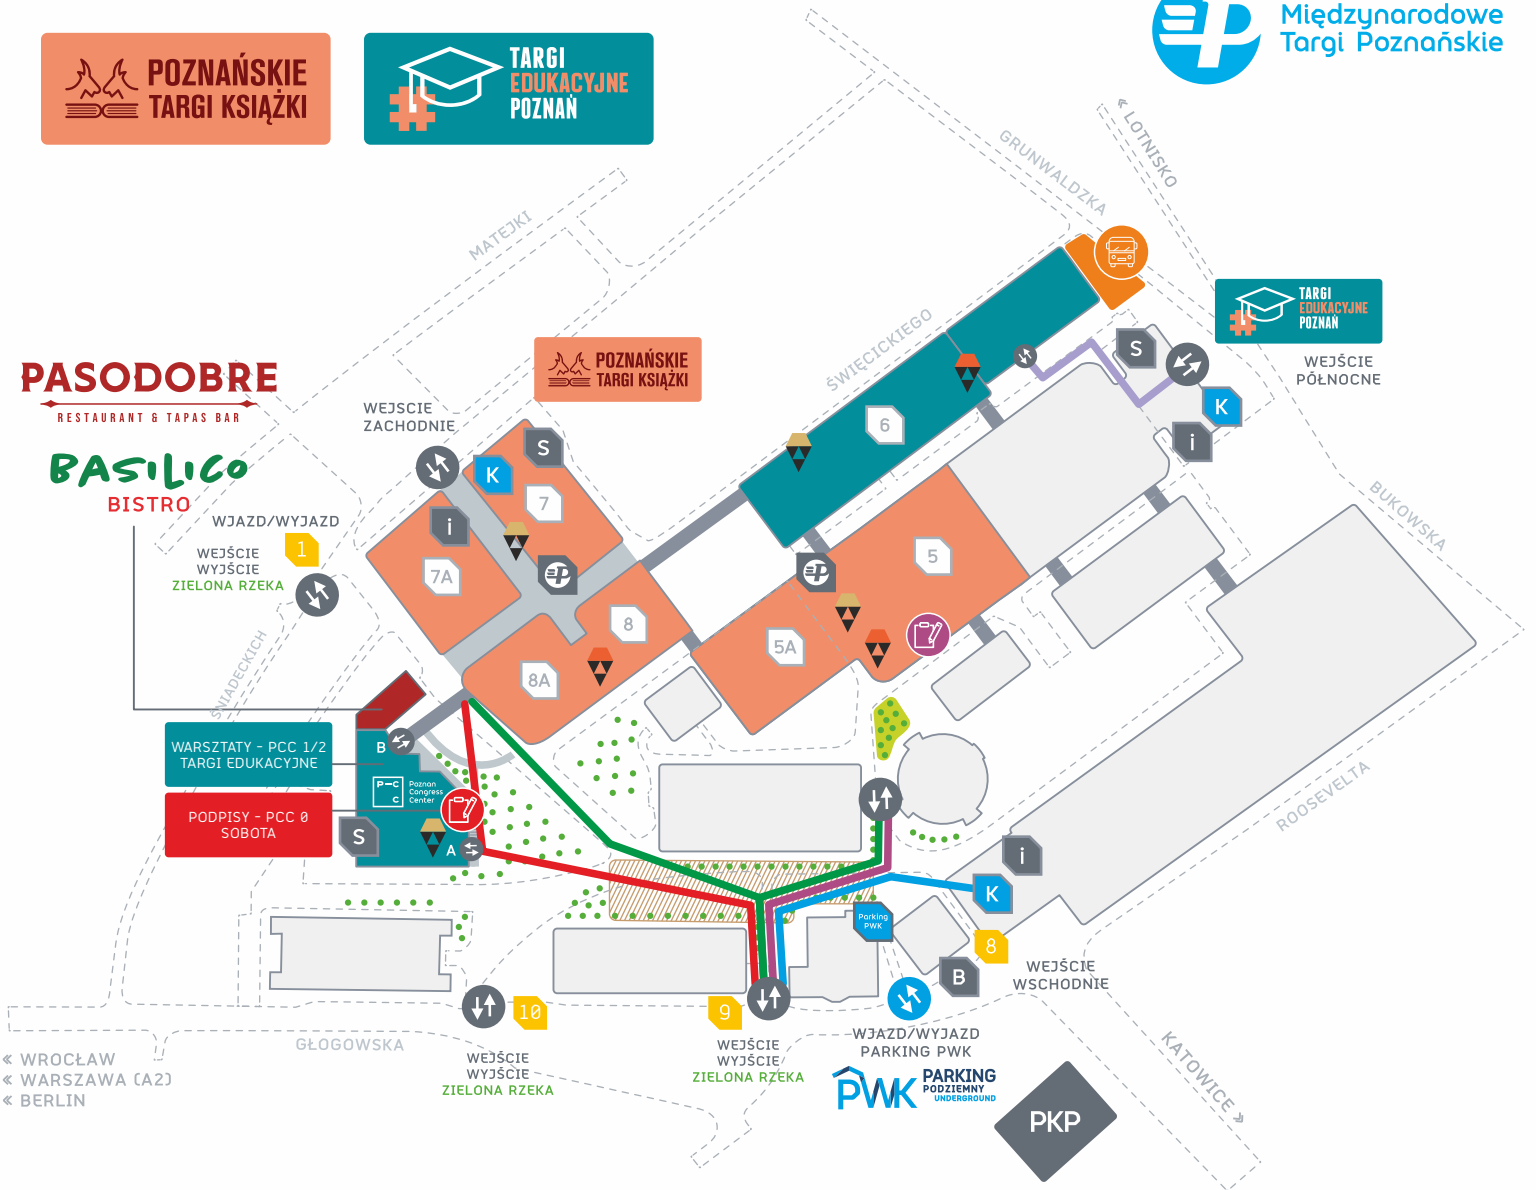 Międzynarodowe
Targi Poznańskie
POZNAŃSKIE
TARGI KSIĄŻKI
TARGI
EDUKACYJNE
POZNAŃ
#
« LOTNISKO
GRUNWALDZKA
MATEJKI
ŚWIĘCICKIEGO
TARGI
EDUKACYJNE
POZNAŃ
#
WEJŚCIE
PÓŁNOCNE
S
K
i
POZNAŃSKIE
TARGI KSIĄŻKI
PASODOBRE
RESTAURANT & TAPAS BAR
BASILICO
BISTRO
WEJSCIE
ZACHODNIE
S
K
7
i
7A
8
8A
6
5
5A
BUKOWSKA
WJAZD/WYJAZD
1
WEJŚCIE
WYJŚCIE
ZIELONA RZEKA
ŚNIADECKICH
WARSZTATY - PCC 1/2
TARGI EDUKACYJNE
B
P—C
C
Poznan
Congress
Center
PODPISY - PCC 0
SOBOTA
S
A
ROOSEVELTA
i
K
Parking
PWK
8
B
WEJŚCIE
WSCHODNIE
10
9
WEJŚCIE
WYJŚCIE
ZIELONA RZEKA
WEJŚCIE
WYJŚCIE
ZIELONA RZEKA
WJAZD/WYJAZD
PARKING PWK
PWK
PARKING
PODZIEMNY
UNDERGROUND
GŁOGOWSKA
« WROCŁAW
« WARSZAWA (A2)
« BERLIN
KATOWICE »
PKP